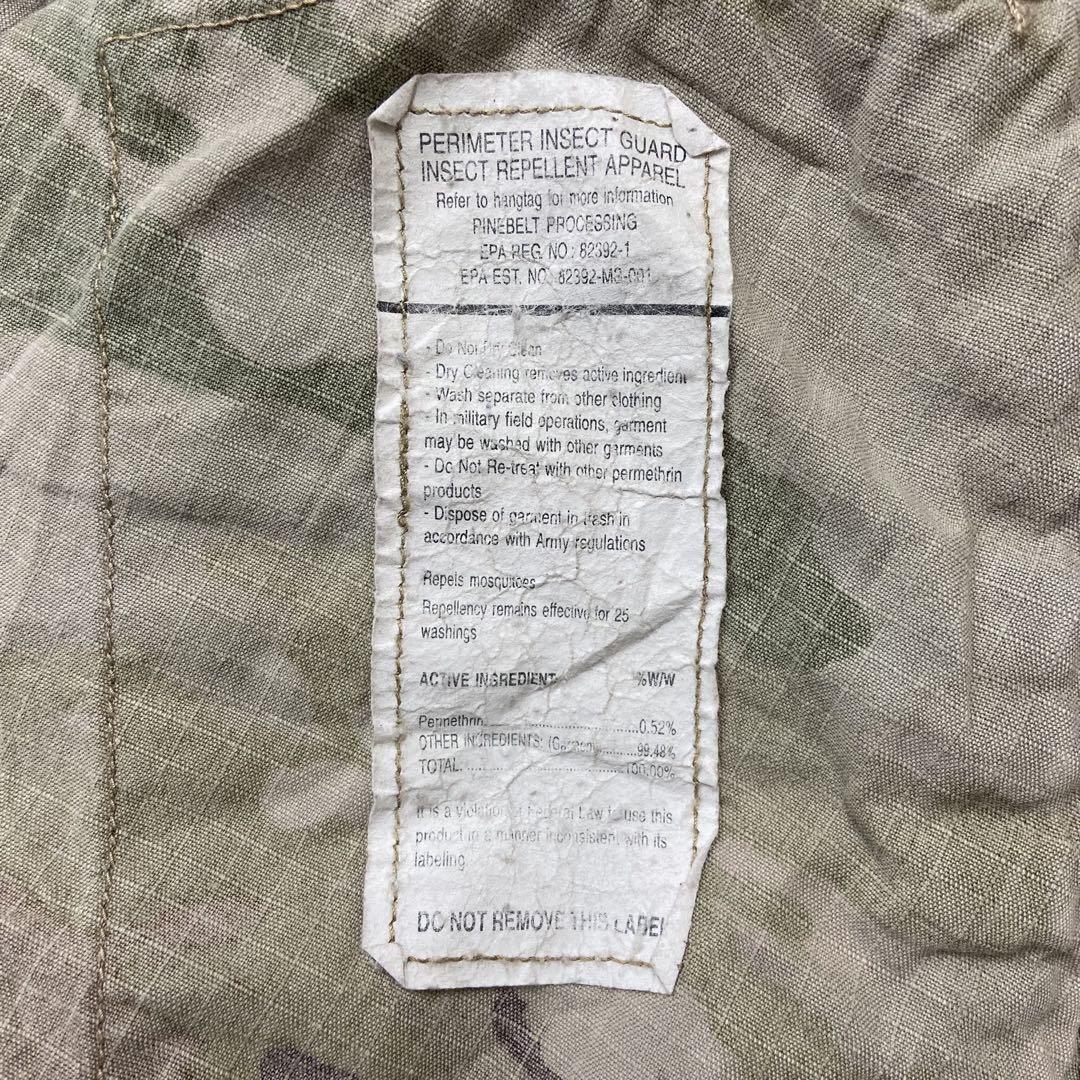 PERIMETER INSECT GUARD
INSECT REPELLENT APPAREL
Refer to hangtag for more information
PINEBELT PROCESSING
EPA REG. NO: 82392-1
EPA EST. NO. 82392-MS-001
- Do Not Dry Clean
- Dry Cleaning removes active ingredient
- Wash separate from other clothing
- In military field operations, garment
may be washed with other garments
- Do Not Re-treat with other permethrin
products
- Dispose of garment in trash in
accordance with Army regulations
Repels mosquitoes
Repellency remains effective for 25
washings
ACTIVE INGREDIENT: %W/W
Permethrin..............................0.52%
OTHER INGREDIENTS: (Garment)..........99.48%
TOTAL..............................100.00%
It is a violation of Federal Law to use this
product in a manner inconsistent with its
labeling.
DO NOT REMOVE THIS LABEL